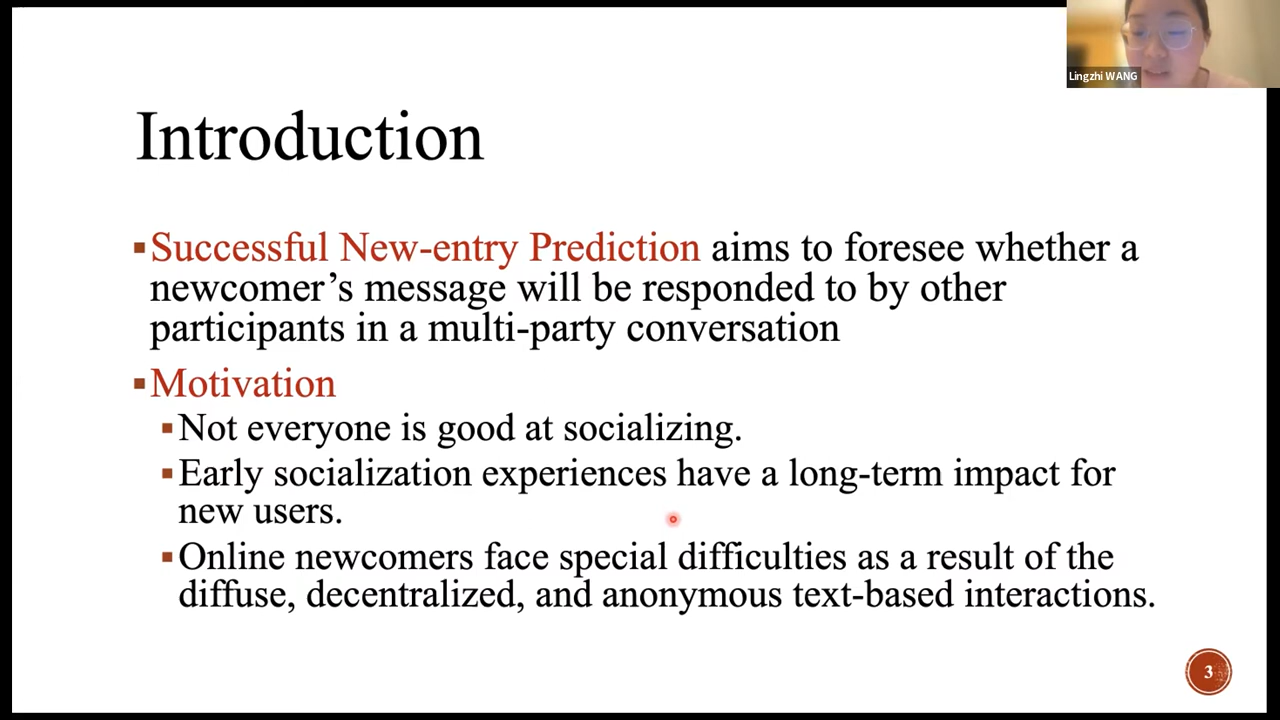 Lingzhi WANG
Introduction
▪Successful New-entry Prediction aims to foresee whether a
newcomer’s message will be responded to by other
participants in a multi-party conversation
▪Motivation
▪Not everyone is good at socializing.
▪Early socialization experiences have a long-term impact for
new users.
▪Online newcomers face special difficulties as a result of the
diffuse, decentralized, and anonymous text-based interactions.
3